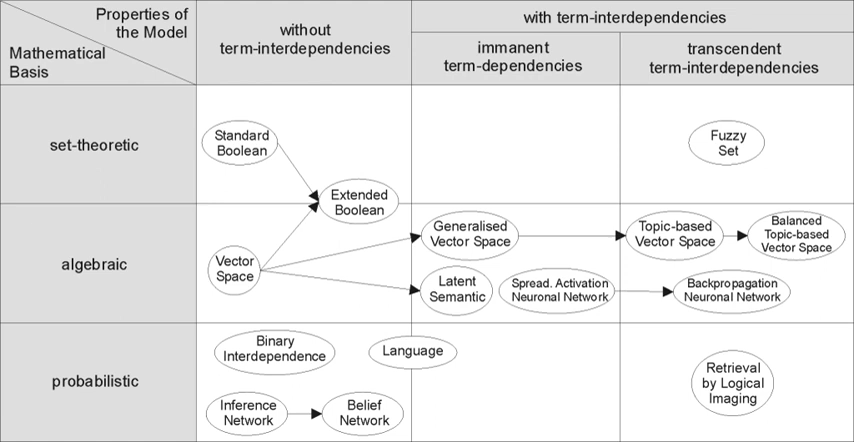 Properties of
the Model
Mathematical
Basis
without
term-interdependencies
with term-interdependencies
immanent
term-dependencies
transcendent
term-interdependencies
set-theoretic
Standard
Boolean
Fuzzy
Set
Extended
Boolean
algebraic
Vector
Space
Generalised
Vector Space
Topic-based
Vector Space
Balanced
Topic-based
Vector Space
Latent
Semantic
Spread. Activation
Neuronal Network
Backpropagation
Neuronal Network
probabilistic
Binary
Interdependence
Language
Retrieval
by Logical
Imaging
Inference
Network
Belief
Network